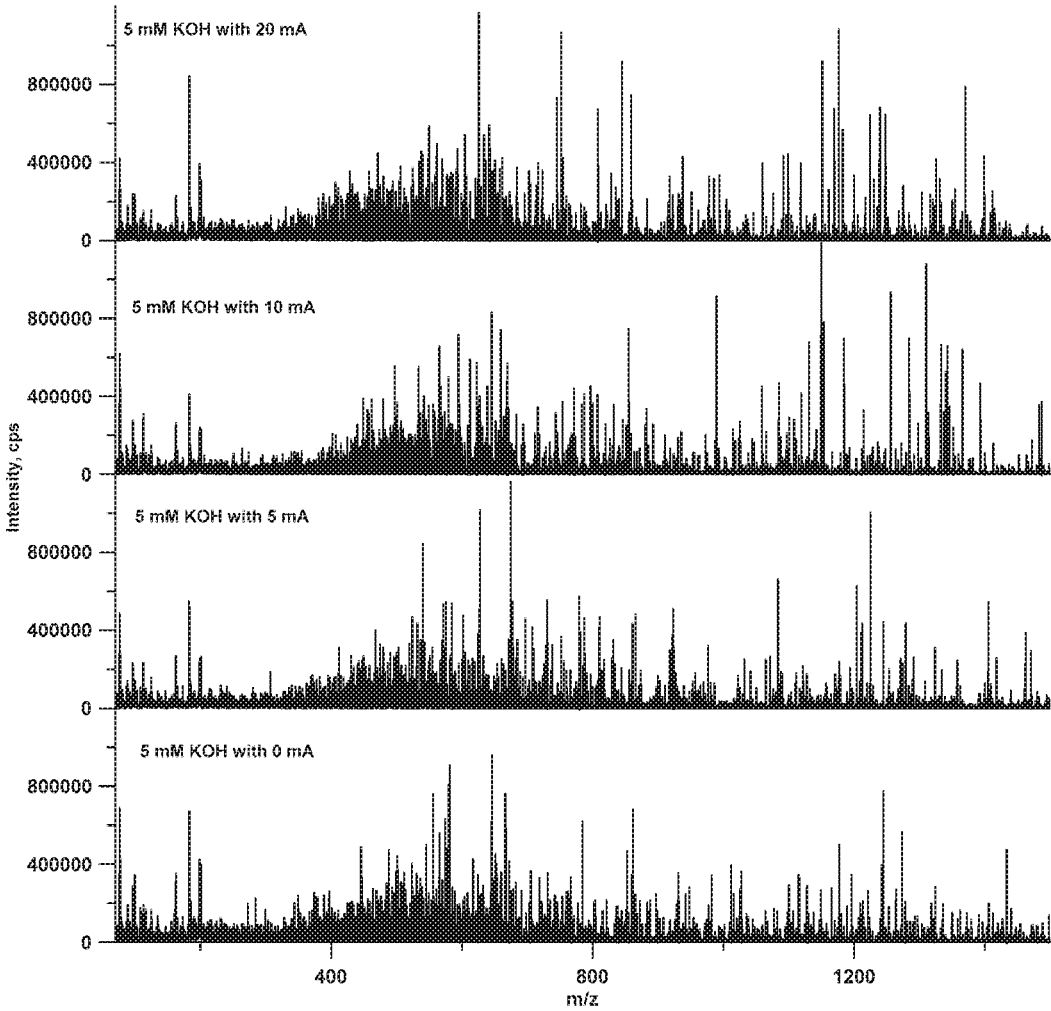 5 mM KOH with 20 mA
800000
400000
0
5 mM KOH with 10 mA
800000
400000
0
Intensity, cps
5 mM KOH with 5 mA
800000
400000
0
5 mM KOH with 0 mA
800000
400000
0
400 800 1200
m/z